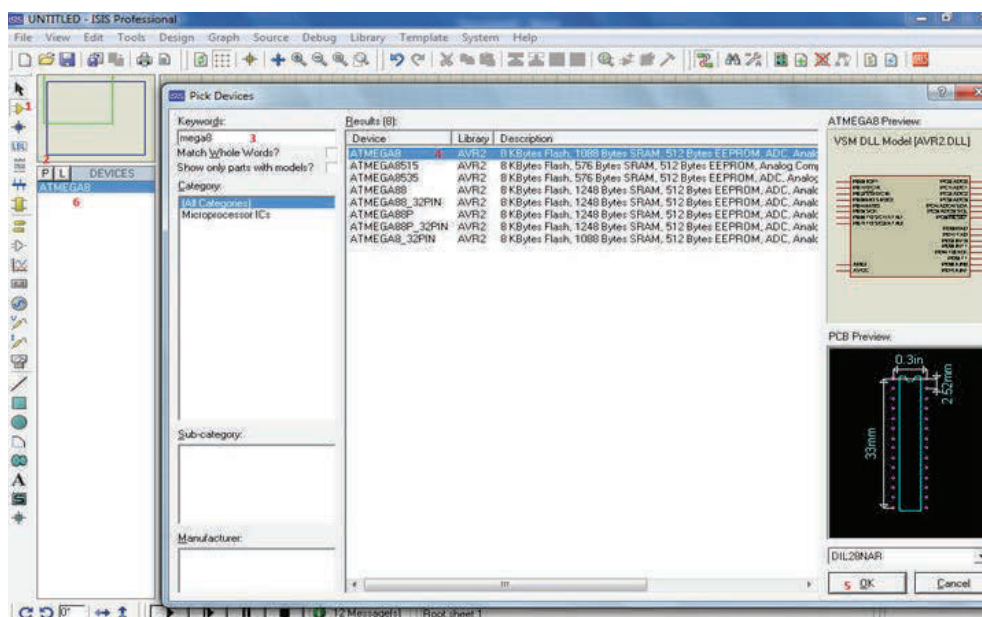 ISIS UNTITLED - ISIS Professional
File View Edit Tools Design Graph Source Debug Library Template System Help
1
2
LBL
P L DEVICES
ATMEGA8
6
A
S
ISIS Pick Devices
Keywords:
mega8 3
Match Whole Words?
Show only parts with models?
Category:
(All Categories)
Microprocessor ICs
Sub-category:
Manufacturer:
Results (8):
Device Library Description
ATMEGA8 4 AVR2 8 KBytes Flash, 1088 Bytes SRAM, 512 Bytes EEPROM, ADC, Analc
ATMEGA8515 AVR2 8 KBytes Flash, 576 Bytes SRAM, 512 Bytes EEPROM, Analog Comp
ATMEGA8535 AVR2 8 KBytes Flash, 576 Bytes SRAM, 512 Bytes EEPROM, ADC, Analog
ATMEGA88 AVR2 8 KBytes Flash, 1248 Bytes SRAM, 512 Bytes EEPROM, ADC, Analc
ATMEGA88_32PIN AVR2 8 KBytes Flash, 1248 Bytes SRAM, 512 Bytes EEPROM, ADC, Analc
ATMEGA88P AVR2 8 KBytes Flash, 1248 Bytes SRAM, 512 Bytes EEPROM, ADC, Analc
ATMEGA88P_32PIN AVR2 8 KBytes Flash, 1248 Bytes SRAM, 512 Bytes EEPROM, ADC, Analc
ATMEGA8_32PIN AVR2 8 KBytes Flash, 1088 Bytes SRAM, 512 Bytes EEPROM, ADC, Analc
ATMEGA8 Preview:
VSM DLL Model [AVR2.DLL]
PCB Preview:
0.3in
2.52mm
33mm
DIL28NAR
5 OK Cancel
0°
12 Message(s) Root sheet 1